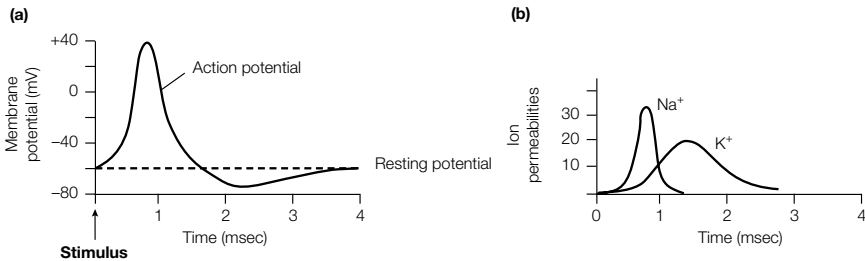 (a)
+40
0
−40
−80
Membrane
potential (mV)
Action potential
Resting potential
1
2
3
4
Time (msec)
Stimulus
(b)
30
20
10
Ion
permeabilities
Na⁺
K⁺
0
1
2
3
4
Time (msec)